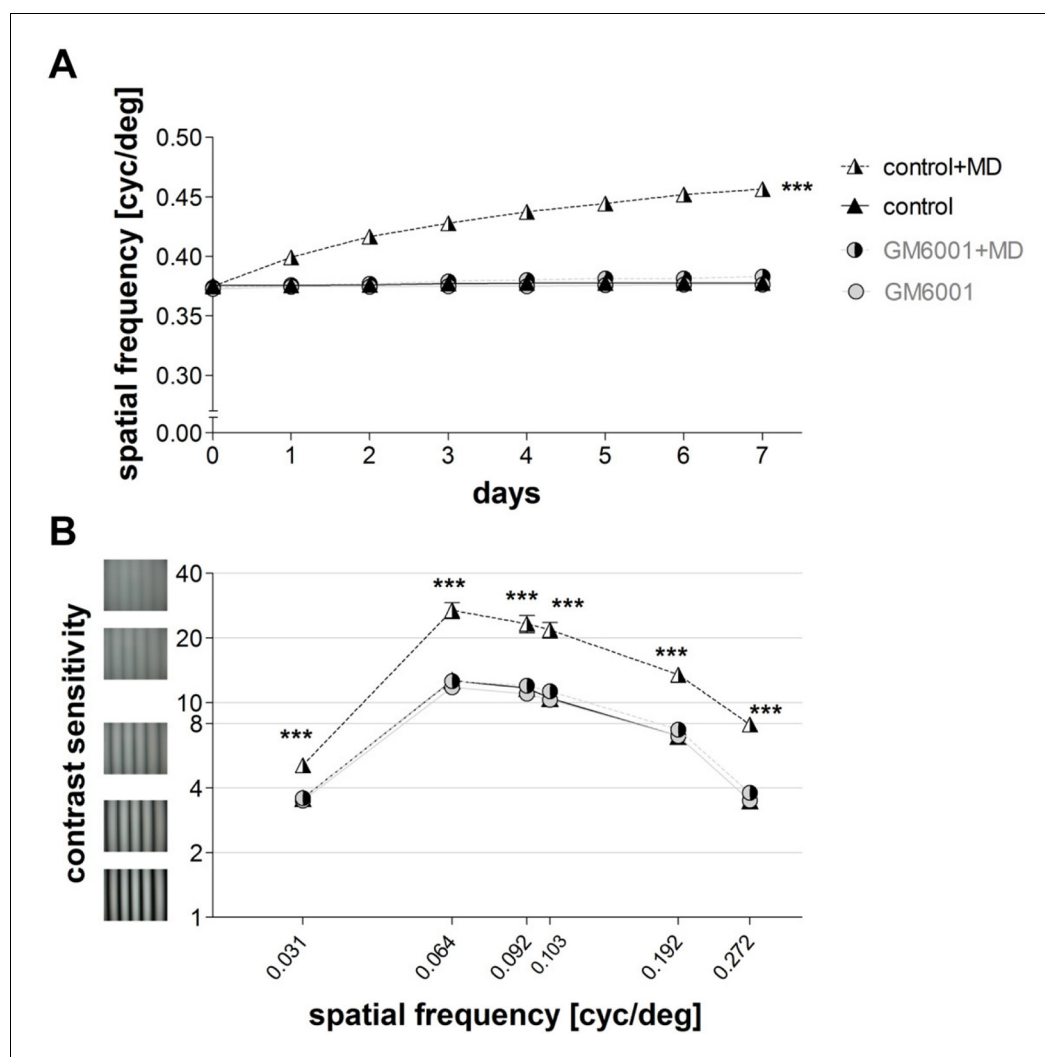 A
spatial frequency [cyc/deg]
0.50
0.45
0.40
0.35
0.30
0.00
0 1 2 3 4 5 6 7
days
***
control+MD
control
GM6001+MD
GM6001
B
contrast sensitivity
40
20
10
8
4
2
1
*** *** *** *** *** ***
0.031 0.064 0.092 0.103 0.192 0.272
spatial frequency [cyc/deg]